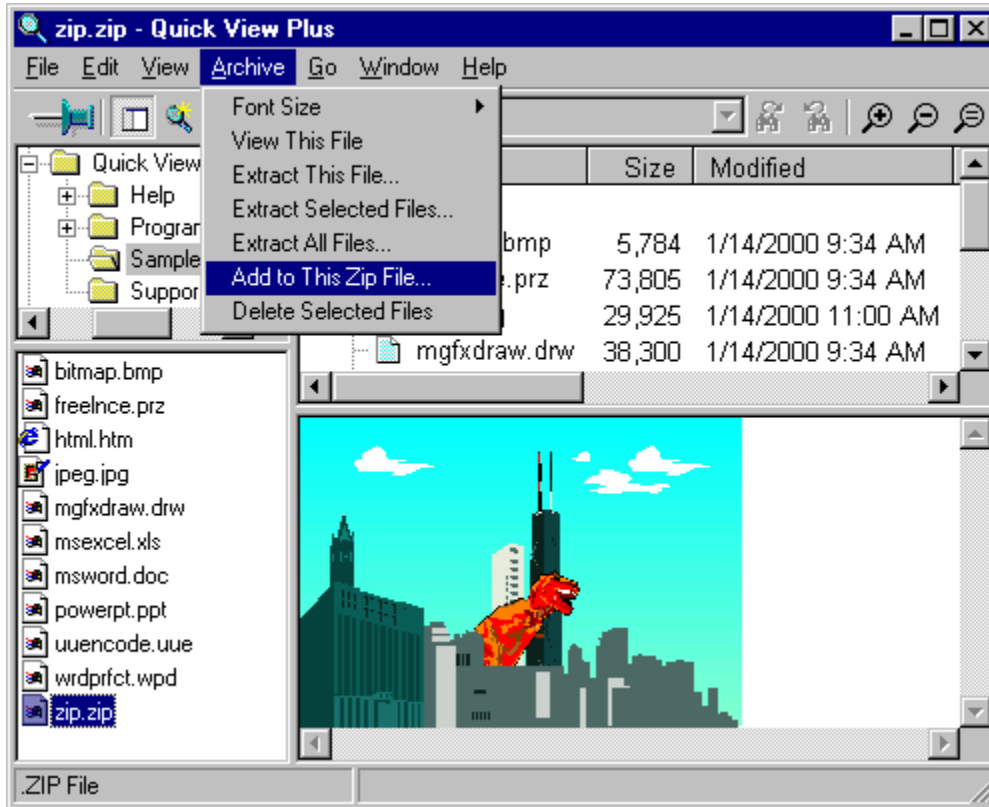 zip.zip - Quick View Plus
File Edit View Archive Go Window Help
Font Size
View This File
Extract This File...
Extract Selected Files...
Extract All Files...
Add to This Zip File...
Delete Selected Files
Quick View
Help
Program
Sample
Suppor
Size Modified
bmp 5,784 1/14/2000 9:34 AM
.prz 73,805 1/14/2000 9:34 AM
29,925 1/14/2000 11:00 AM
mgfxdraw.drw 38,300 1/14/2000 9:34 AM
bitmap.bmp
freelnce.prz
html.htm
jpeg.jpg
mgfxdraw.drw
msexcel.xls
msword.doc
powerpt.ppt
uuencode.uue
wrdprfct.wpd
zip.zip
.ZIP File